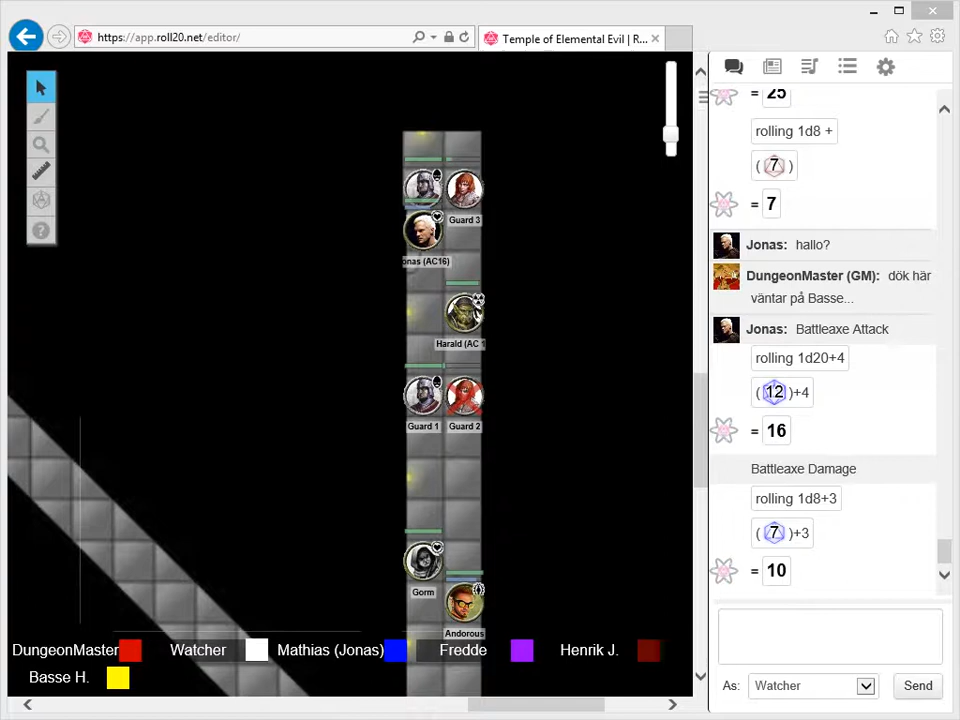 https://app.roll20.net/editor/
Temple of Elemental Evil | R...
= 25
rolling 1d8 +
( 7 )
= 7
Jonas: hallo?
DungeonMaster (GM): dök här
väntar på Basse...
Jonas: Battleaxe Attack
rolling 1d20+4
( 12 )+4
= 16
Battleaxe Damage
rolling 1d8+3
( 7 )+3
= 10
As: Watcher
Send
Guard 3
onas (AC16)
Harald (AC 1
Guard 1
Guard 2
Gorm
Andorous
DungeonMaster
Watcher
Mathias (Jonas)
Fredde
Henrik J.
Basse H.